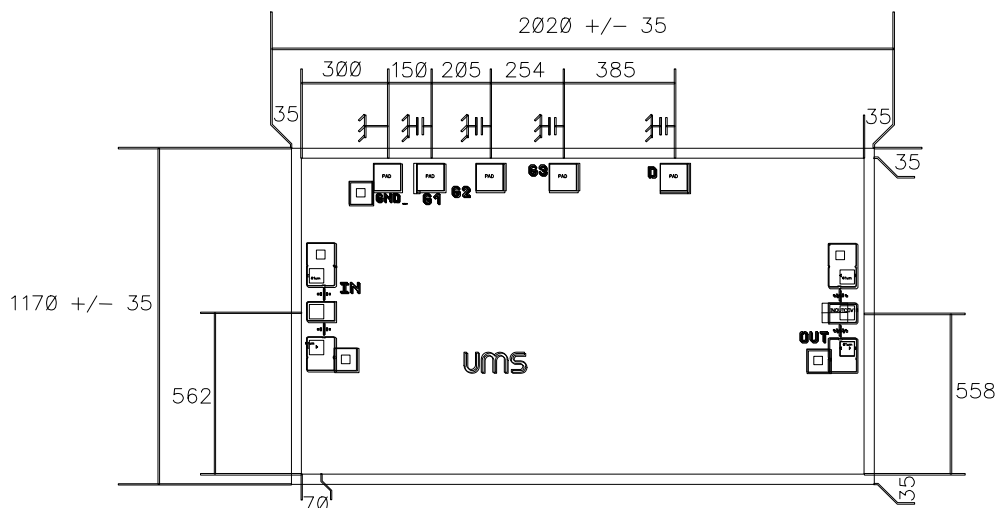 2020 +/- 35
300 150 205 254 385
35 35
35
PAD PAD PAD PAD PAD
GND_ G1 G2 G3 D
IN
1170 +/- 35
OUT
ums
562
558
70
35